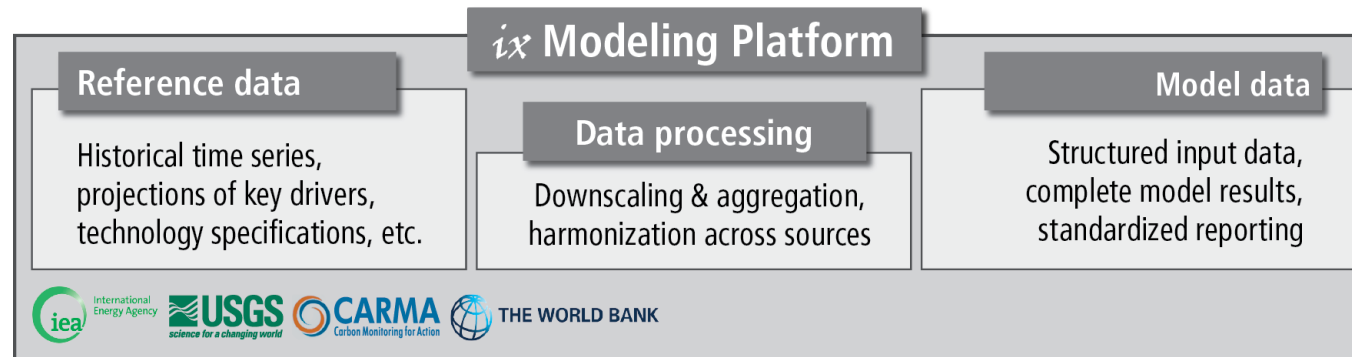 ix Modeling Platform
Reference data
Historical time series,
projections of key drivers,
technology specifications, etc.
Data processing
Downscaling & aggregation,
harmonization across sources
Model data
Structured input data,
complete model results,
standardized reporting
iea
International
Energy Agency
USGS
science for a changing world
CARMA
Carbon Monitoring for Action
THE WORLD BANK